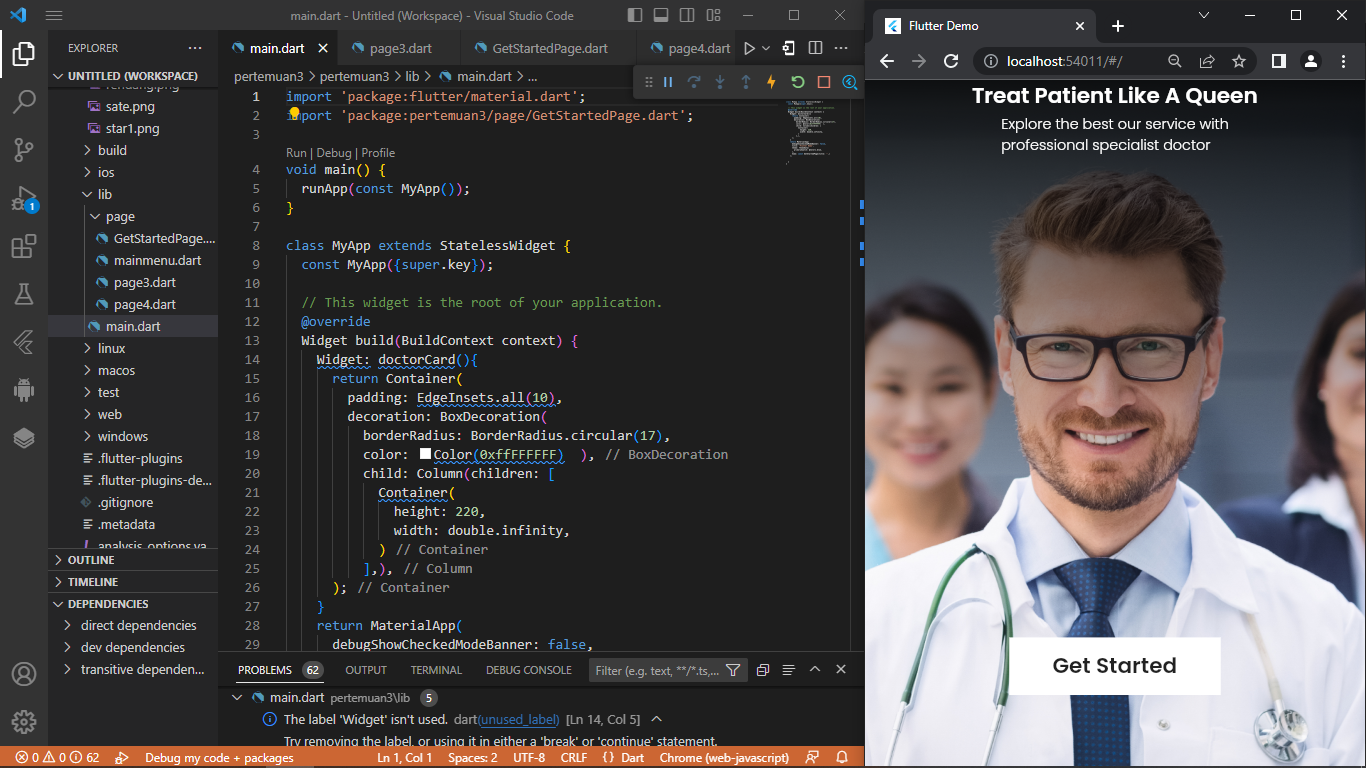 main.dart - Untitled (Workspace) - Visual Studio Code
EXPLORER
UNTITLED (WORKSPACE)
rendang.png
sate.png
star1.png
build
ios
lib
page
GetStartedPage....
mainmenu.dart
page3.dart
page4.dart
main.dart
linux
macos
test
web
windows
.flutter-plugins
.flutter-plugins-de...
.gitignore
.metadata
analysis_options.ya
OUTLINE
TIMELINE
DEPENDENCIES
direct dependencies
dev dependencies
transitive dependen...
1
main.dart page3.dart GetStartedPage.dart page4.dart
pertemuan3 > pertemuan3 > lib > main.dart > ...
1 import 'package:flutter/material.dart';
2 import 'package:pertemuan3/page/GetStartedPage.dart';
3
Run | Debug | Profile
4 void main() {
5 runApp(const MyApp());
6 }
7
8 class MyApp extends StatelessWidget {
9 const MyApp({super.key});
10
11 // This widget is the root of your application.
12 @override
13 Widget build(BuildContext context) {
14 Widget: doctorCard(){
15 return Container(
16 padding: EdgeInsets.all(10),
17 decoration: BoxDecoration(
18 borderRadius: BorderRadius.circular(17),
19 color: Color(0xffFFFFFF) ), // BoxDecoration
20 child: Column(children: [
21 Container(
22 height: 220,
23 width: double.infinity,
24 ) // Container
25 ],), // Column
26 ); // Container
27 }
28 return MaterialApp(
29 debugShowCheckedModeBanner: false,
PROBLEMS 62 OUTPUT TERMINAL DEBUG CONSOLE Filter (e.g. text, **/*.ts,...
main.dart pertemuan3\lib 5
The label 'Widget' isn't used. dart(unused_label) [Ln 14, Col 5]
Try removing the label, or using it in either a 'break' or 'continue' statement.
0 0 62 Debug my code + packages Ln 1, Col 1 Spaces: 2 UTF-8 CRLF {} Dart Chrome (web-javascript)
Flutter Demo
localhost:54011/#/
Treat Patient Like A Queen
Explore the best our service with
professional specialist doctor
Get Started